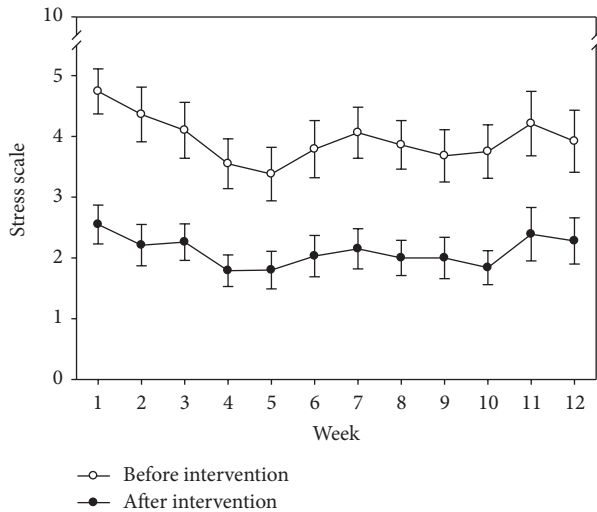 10
5
4
3
2
1
0
Stress scale
1 2 3 4 5 6 7 8 9 10 11 12
Week
Before intervention
After intervention